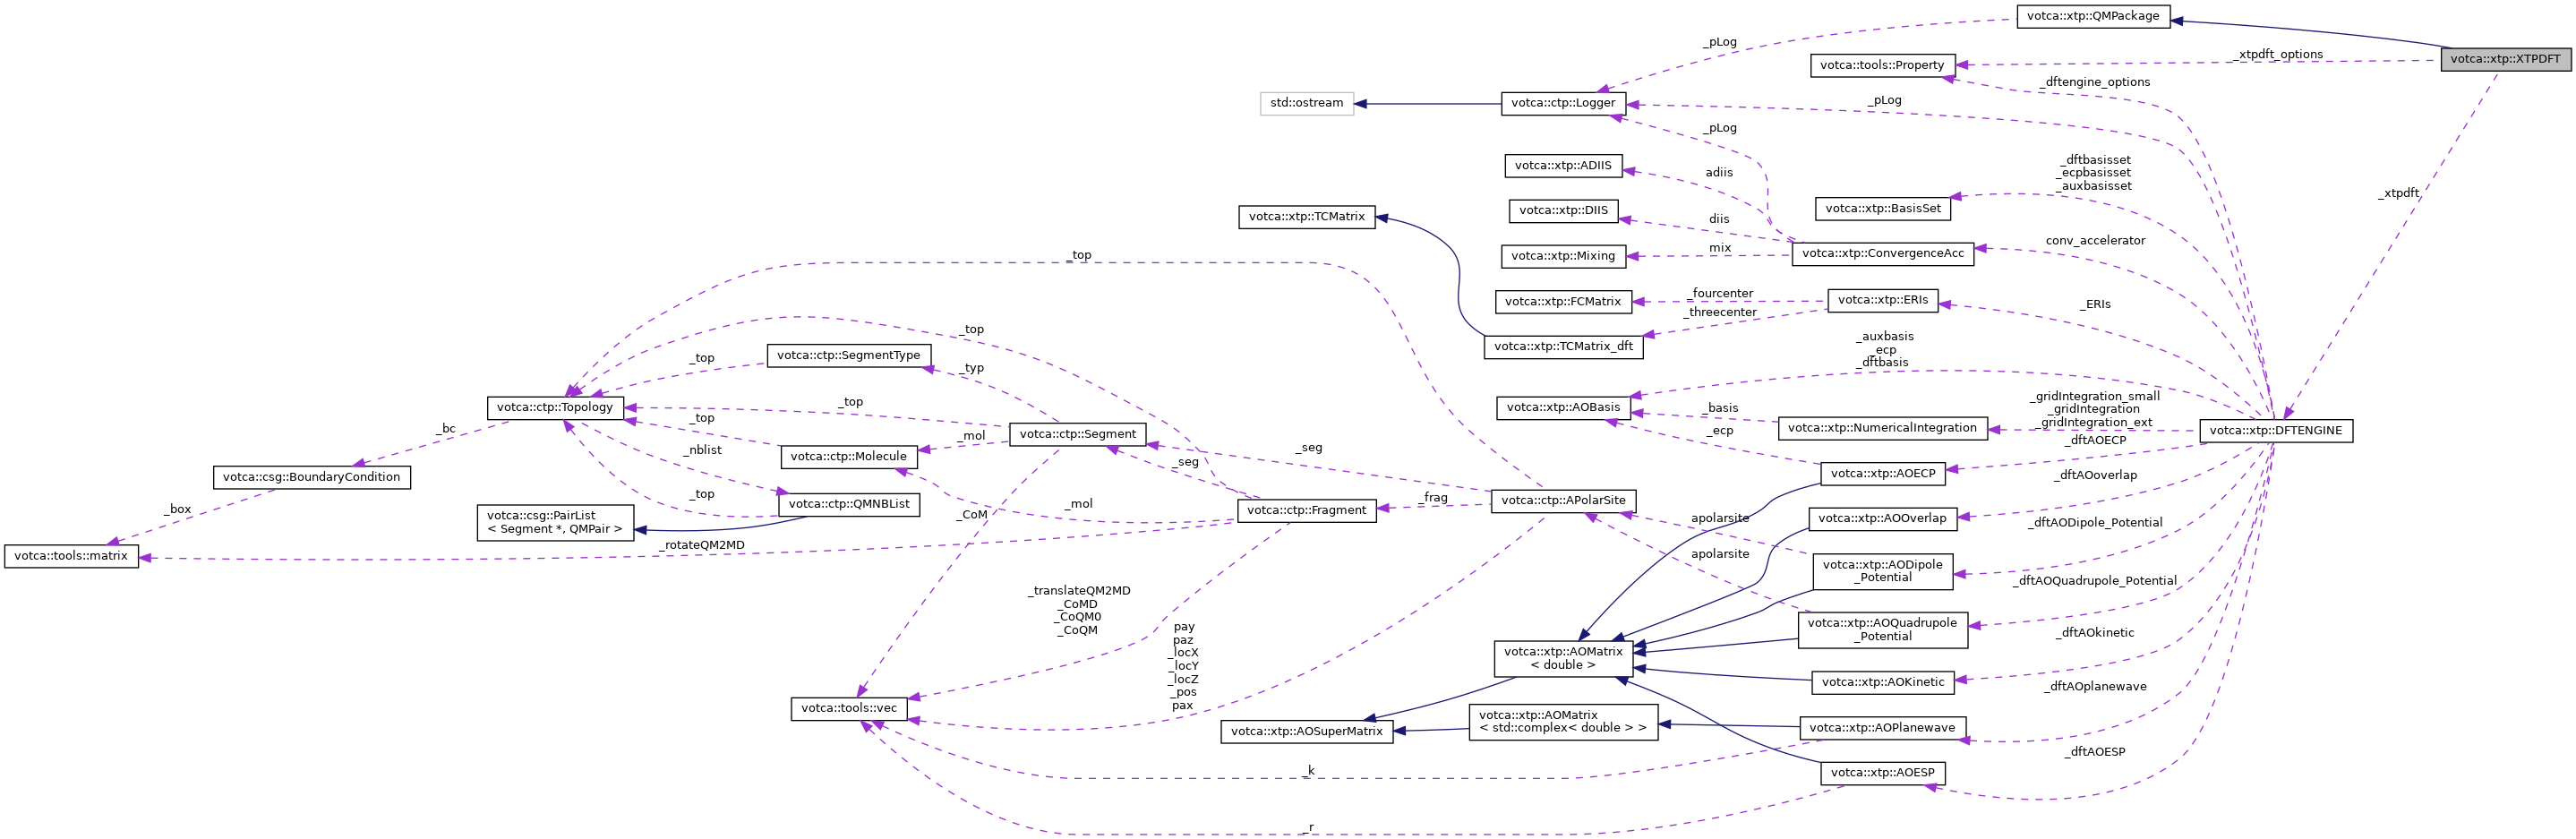 votca::xtp::QMPackage
_pLog
votca::xtp::XTPDFT
_xtpdft_options
votca::tools::Property
_dftengine_options
std::ostream
votca::ctp::Logger
_pLog
_pLog
votca::xtp::ADIIS
adiis
_dftbasisset
_ecpbasisset
_auxbasisset
_xtpdft
votca::xtp::TCMatrix
votca::xtp::DIIS
diis
votca::xtp::BasisSet
votca::xtp::Mixing
mix
votca::xtp::ConvergenceAcc
conv_accelerator
_top
votca::xtp::FCMatrix
_fourcenter
votca::xtp::ERIs
_ERIs
_threecenter
votca::xtp::TCMatrix_dft
_top
_auxbasis
_ecp
_dftbasis
_top
votca::ctp::SegmentType
_typ
votca::ctp::Topology
_top
votca::xtp::AOBasis
_basis
_gridIntegration_small
_gridIntegration
_gridIntegration_ext
_bc
_top
_mol
votca::ctp::Segment
_ecp
votca::xtp::NumericalIntegration
votca::xtp::DFTENGINE
_dftAOECP
_nblist
votca::ctp::Molecule
_seg
_seg
votca::csg::BoundaryCondition
votca::xtp::AOECP
_dftAOoverlap
_top
votca::ctp::QMNBList
_mol
_frag
votca::ctp::APolarSite
_box
votca::csg::PairList
< Segment *, QMPair >
_CoM
votca::ctp::Fragment
apolarsite
votca::xtp::AOOverlap
_dftAODipole_Potential
votca::tools::matrix
_rotateQM2MD
apolarsite
votca::xtp::AODipole
_Potential
_dftAOQuadrupole_Potential
_translateQM2MD
_CoMD
_CoQM0
_CoQM
pay
paz
_locX
_locY
_locZ
_pos
pax
votca::xtp::AOQuadrupole
_Potential
_dftAOkinetic
votca::xtp::AOMatrix
< double >
votca::xtp::AOKinetic
_dftAOplanewave
votca::tools::vec
votca::xtp::AOSuperMatrix
votca::xtp::AOMatrix
< std::complex< double > >
votca::xtp::AOPlanewave
_dftAOESP
_k
votca::xtp::AOESP
_r